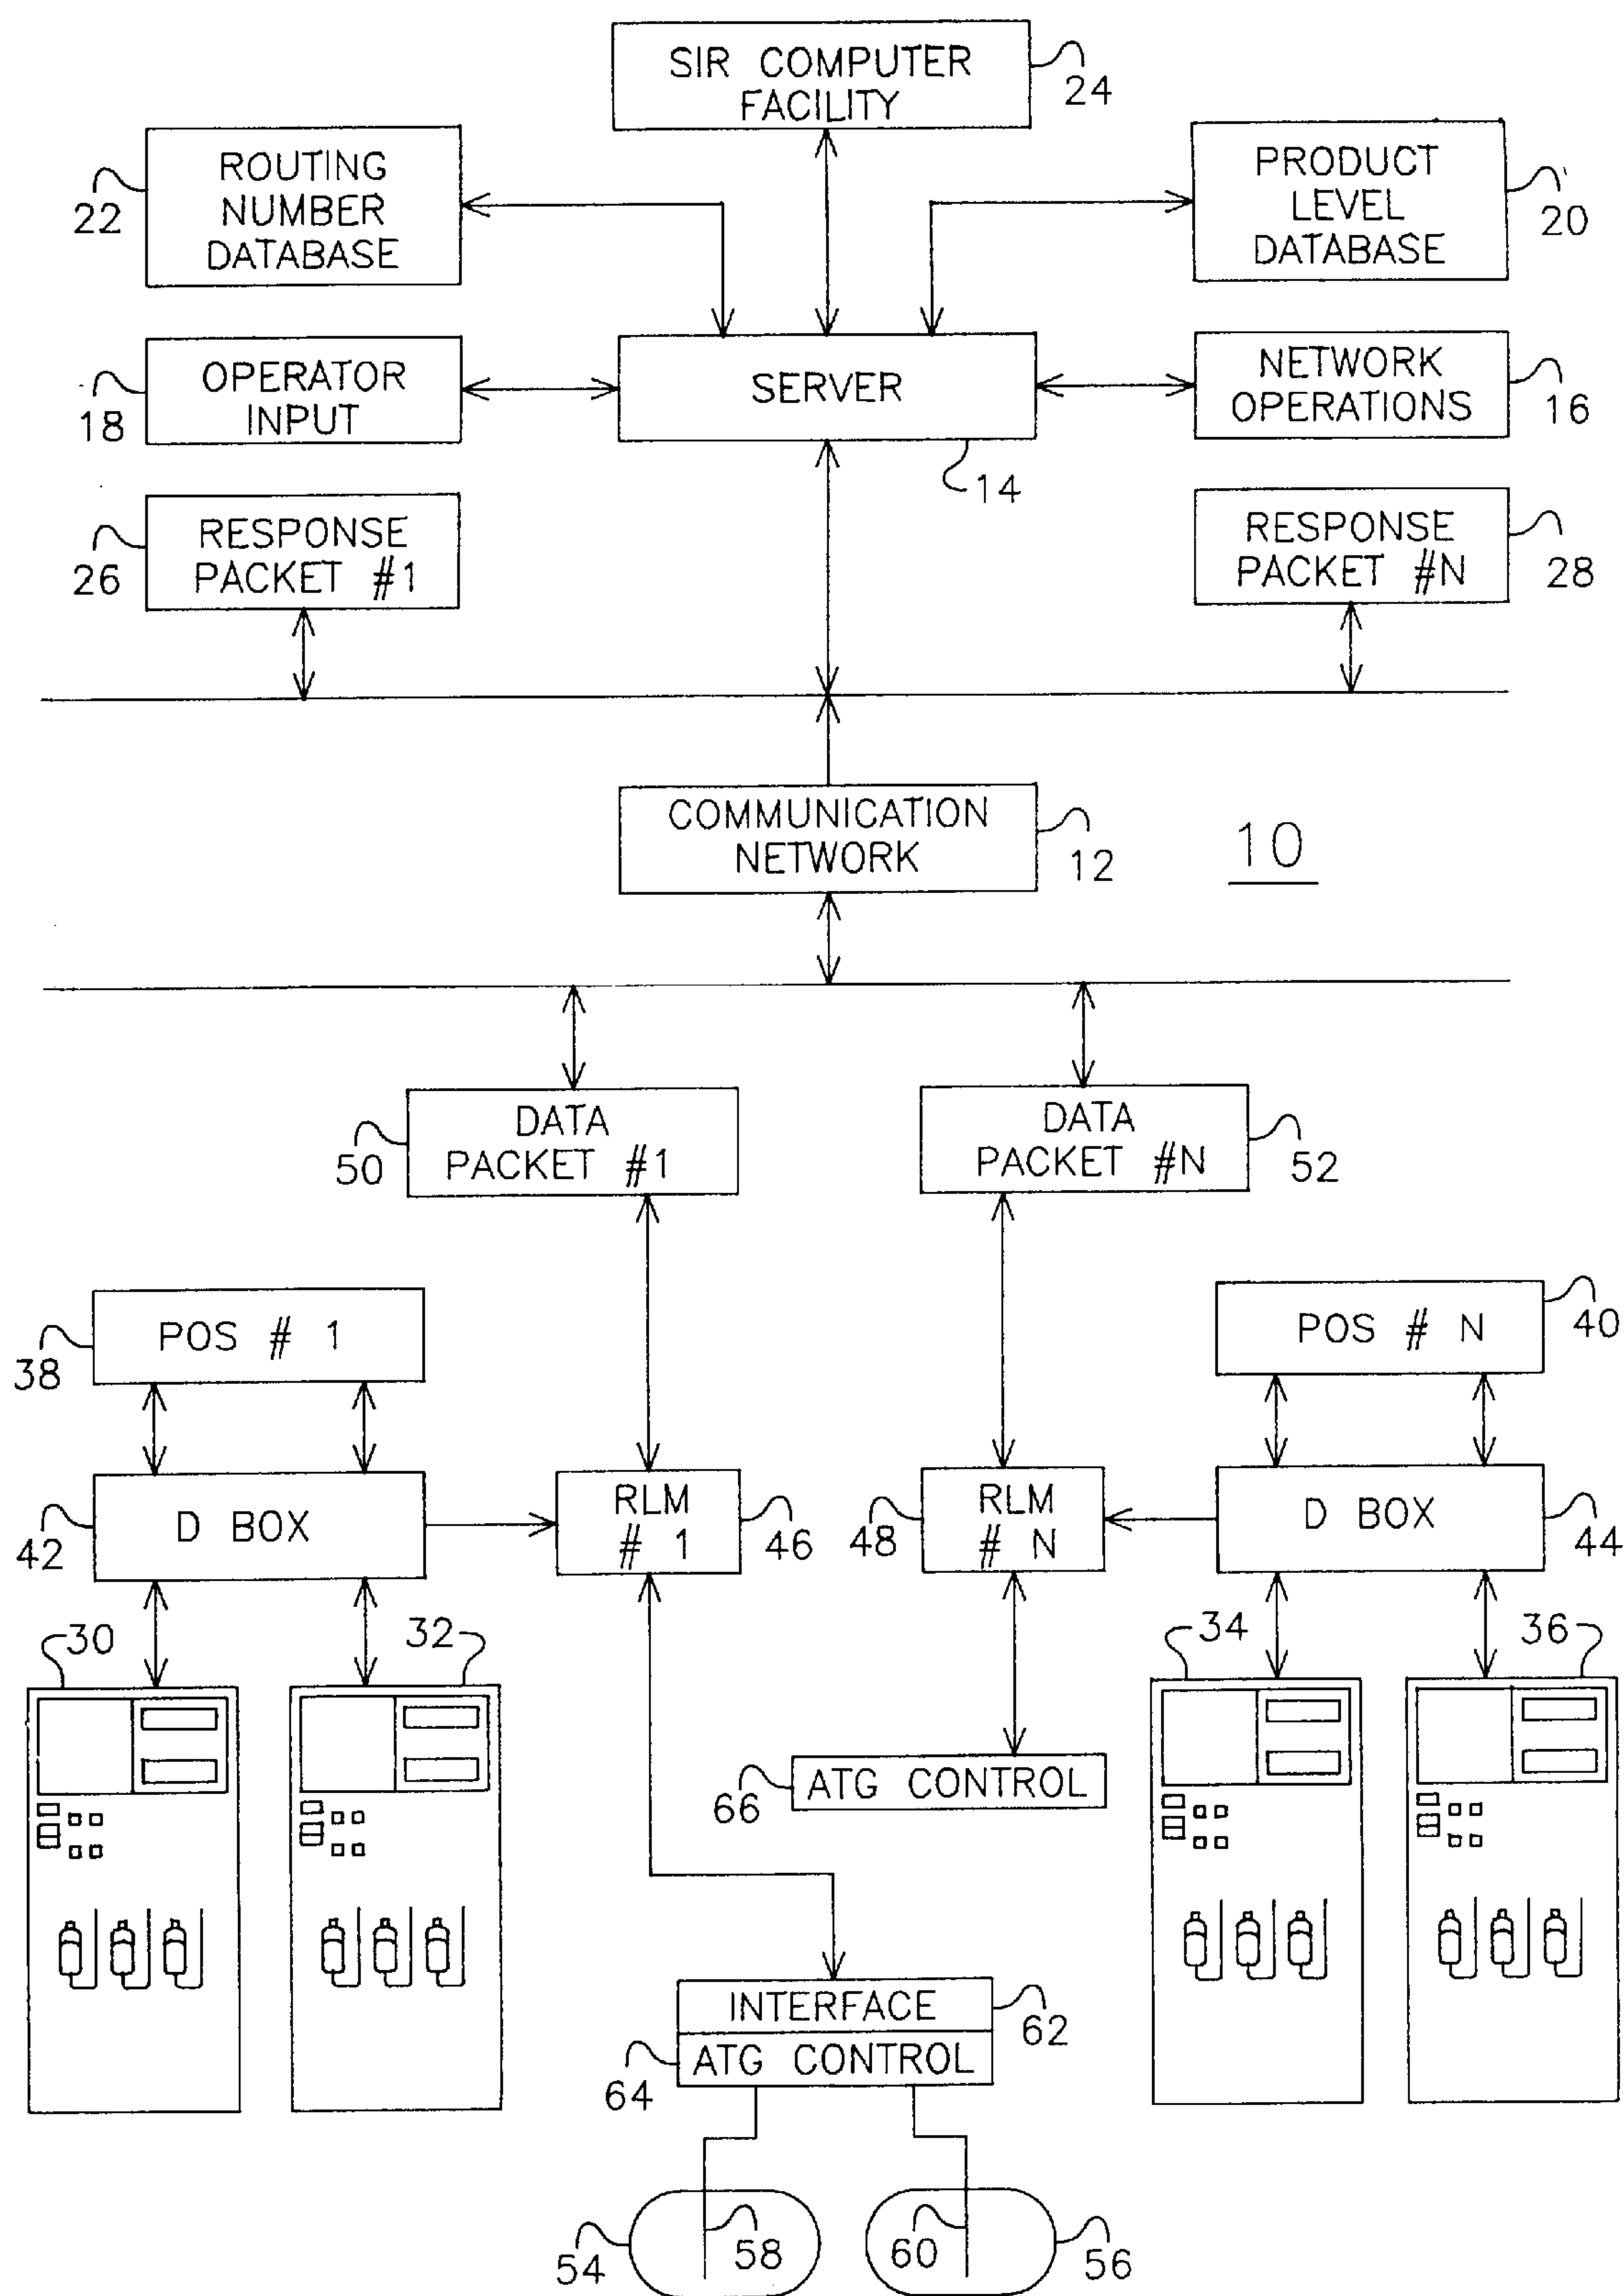 SIR COMPUTER
FACILITY
24
ROUTING
NUMBER
DATABASE
22
PRODUCT
LEVEL
DATABASE
20
OPERATOR
INPUT
18
SERVER
14
NETWORK
OPERATIONS
16
RESPONSE
PACKET #1
26
RESPONSE
PACKET #N
28
COMMUNICATION
NETWORK
12
10
DATA
PACKET #1
50
DATA
PACKET #N
52
POS # 1
38
POS # N
40
D BOX
42
RLM
# 1
46
RLM
# N
48
D BOX
44
30
32
34
36
ATG CONTROL
66
INTERFACE
62
ATG CONTROL
64
54
58
60
56